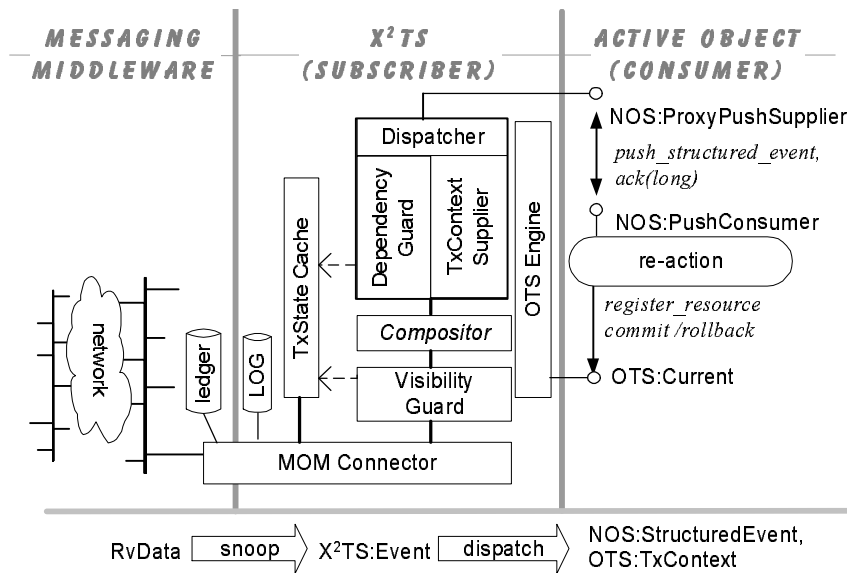 MESSAGING
MIDDLEWARE
X²TS
(SUBSCRIBER)
ACTIVE OBJECT
(CONSUMER)
NOS:ProxyPushSupplier
push_structured_event,
ack(long)
NOS:PushConsumer
re-action
register_resource
commit /rollback
OTS:Current
Dispatcher
Dependency
Guard
TxContext
Supplier
OTS Engine
TxState Cache
Compositor
Visibility
Guard
network
ledger
LOG
MOM Connector
RvData
snoop
X²TS:Event
dispatch
NOS:StructuredEvent,
OTS:TxContext